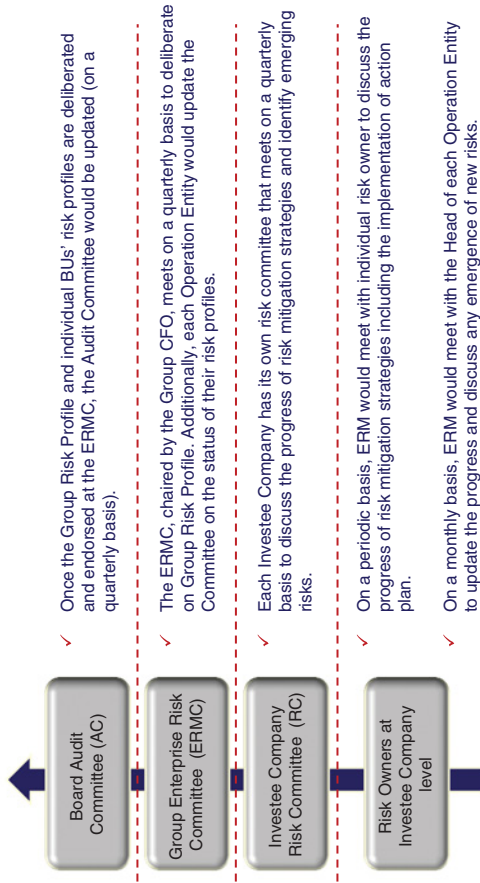 Board Audit
Committee (AC)
✓ Once the Group Risk Profile and individual BUs' risk profiles are deliberated
and endorsed at the ERMC, the Audit Committee would be updated (on a
quarterly basis).
Group Enterprise Risk
Committee (ERMC)
✓ The ERMC, chaired by the Group CFO, meets on a quarterly basis to deliberate
on Group Risk Profile. Additionally, each Operation Entity would update the
Committee on the status of their risk profiles.
Investee Company
Risk Committee (RC)
✓ Each Investee Company has its own risk committee that meets on a quarterly
basis to discuss the progress of risk mitigation strategies and identify emerging
risks.
Risk Owners at
Investee Company
level
✓ On a periodic basis, ERM would meet with individual risk owner to discuss the
progress of risk mitigation strategies including the implementation of action
plan.
✓ On a monthly basis, ERM would meet with the Head of each Operation Entity
to update the progress and discuss any emergence of new risks.